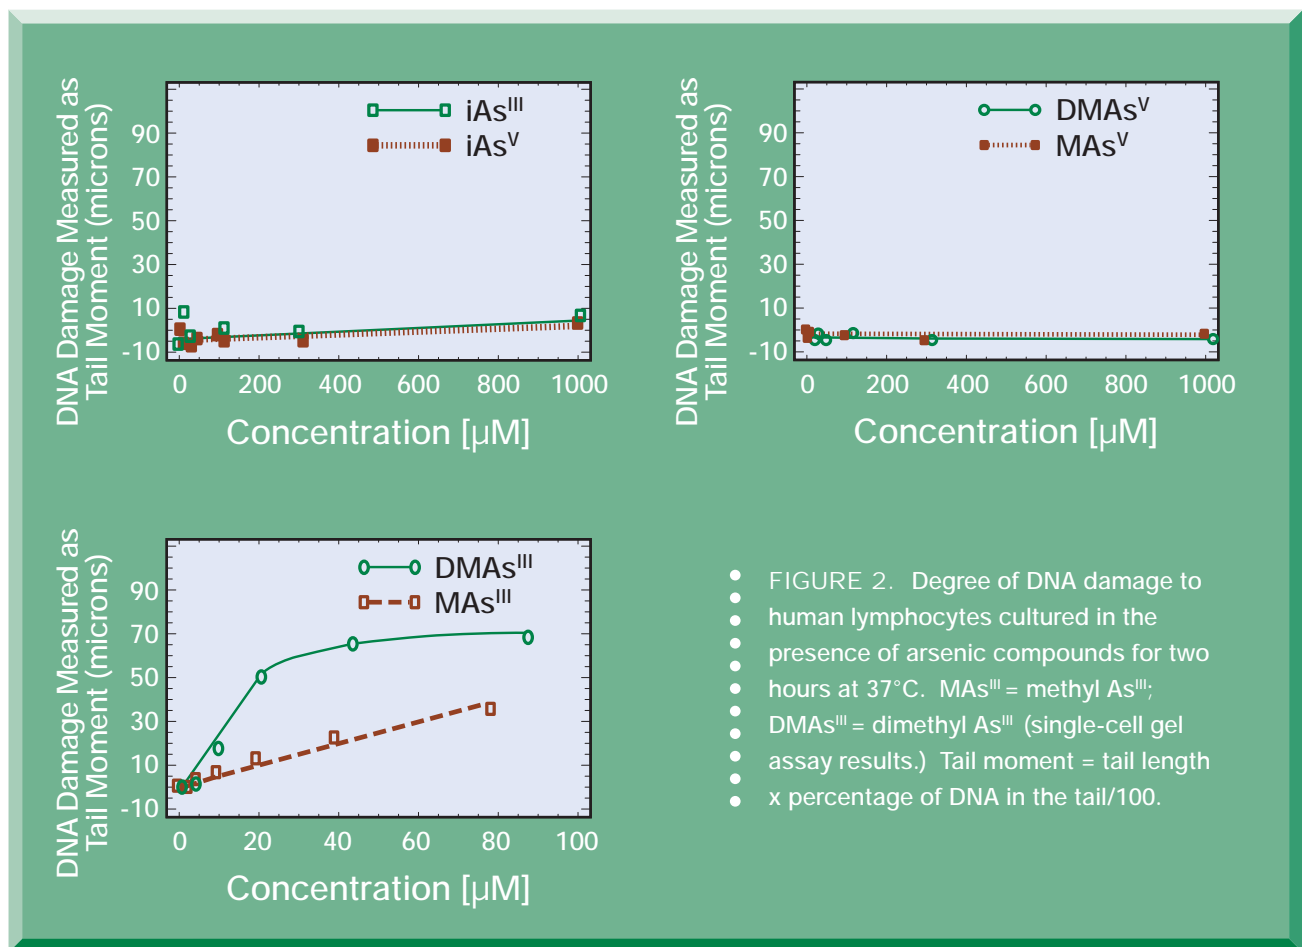 DNA Damage Measured as
Tail Moment (microns)
90
70
50
30
10
-10
iAsᴵᴵᴵ
iAsⱽ
0 200 400 600 800 1000
Concentration [µM]
DNA Damage Measured as
Tail Moment (microns)
90
70
50
30
10
-10
DMAsⱽ
MAsⱽ
0 200 400 600 800 1000
Concentration [µM]
DNA Damage Measured as
Tail Moment (microns)
90
70
50
30
10
-10
DMAsᴵᴵᴵ
MAsᴵᴵᴵ
0 20 40 60 80 100
Concentration [µM]
FIGURE 2. Degree of DNA damage to
human lymphocytes cultured in the
presence of arsenic compounds for two
hours at 37°C. MAsᴵᴵᴵ = methyl Asᴵᴵᴵ;
DMAsᴵᴵᴵ = dimethyl Asᴵᴵᴵ (single-cell gel
assay results.) Tail moment = tail length
x percentage of DNA in the tail/100.